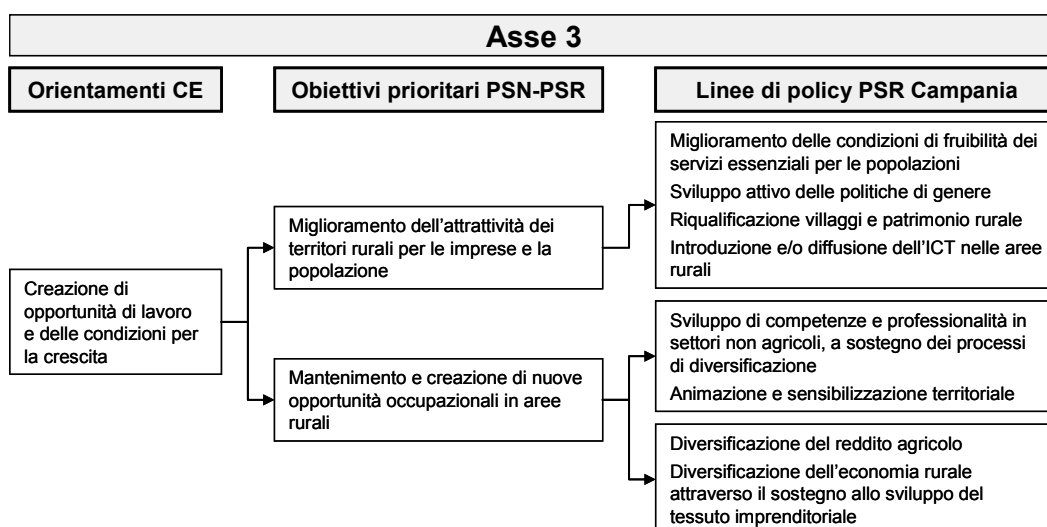 Asse 3
Orientamenti CE
Obiettivi prioritari PSN-PSR
Linee di policy PSR Campania
Creazione di
opportunità di lavoro
e delle condizioni per
la crescita
Miglioramento dell'attrattività dei
territori rurali per le imprese e la
popolazione
Mantenimento e creazione di nuove
opportunità occupazionali in aree
rurali
Miglioramento delle condizioni di fruibilità dei
servizi essenziali per le popolazioni
Sviluppo attivo delle politiche di genere
Riqualificazione villaggi e patrimonio rurale
Introduzione e/o diffusione dell'ICT nelle aree
rurali
Sviluppo di competenze e professionalità in
settori non agricoli, a sostegno dei processi
di diversificazione
Animazione e sensibilizzazione territoriale
Diversificazione del reddito agricolo
Diversificazione dell'economia rurale
attraverso il sostegno allo sviluppo del
tessuto imprenditoriale